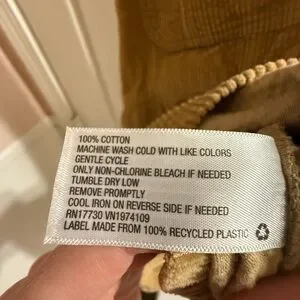 100% COTTON
MACHINE WASH COLD WITH LIKE COLORS
GENTLE CYCLE
ONLY NON-CHLORINE BLEACH IF NEEDED
TUMBLE DRY LOW
REMOVE PROMPTLY
COOL IRON ON REVERSE SIDE IF NEEDED
RN17730 VN1974109
LABEL MADE FROM 100% RECYCLED PLASTIC